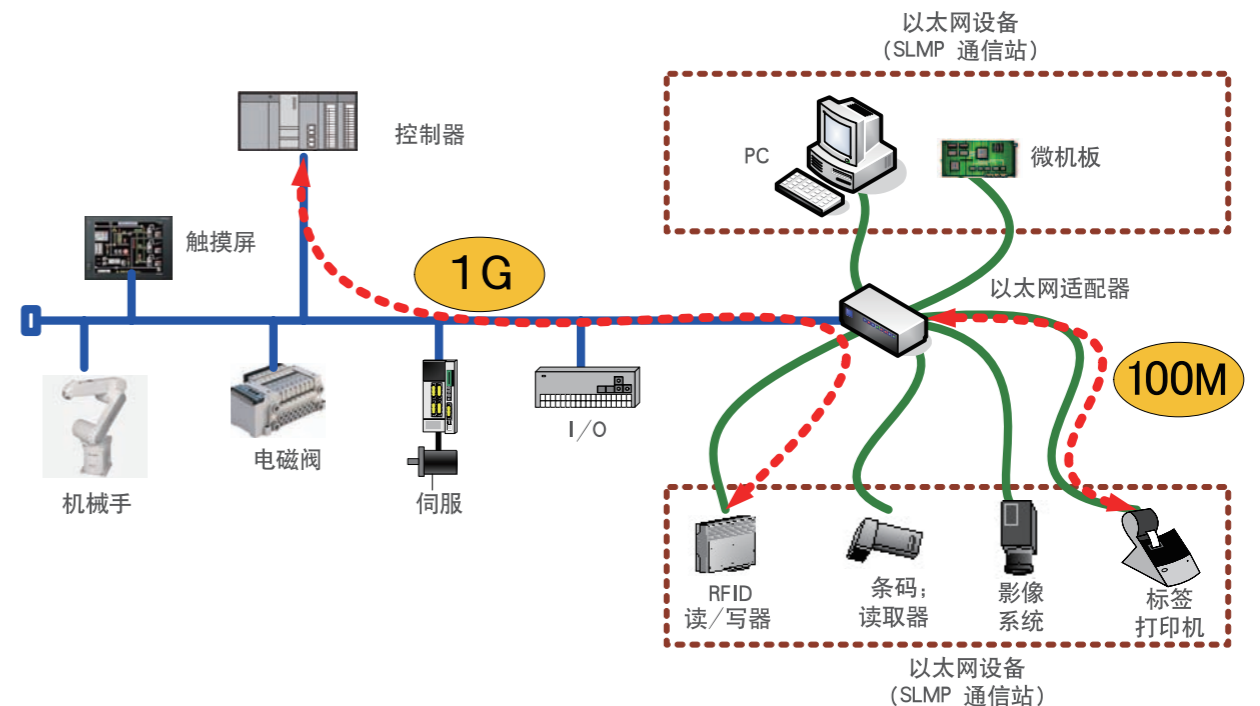 以太网设备
（SLMP 通信站）
控制器
PC
微机板
触摸屏
1G
以太网适配器
100M
I/O
电磁阀
机械手
伺服
RFID
读/写器
条码；
读取器
影像
系统
标签
打印机
以太网设备
（SLMP 通信站）